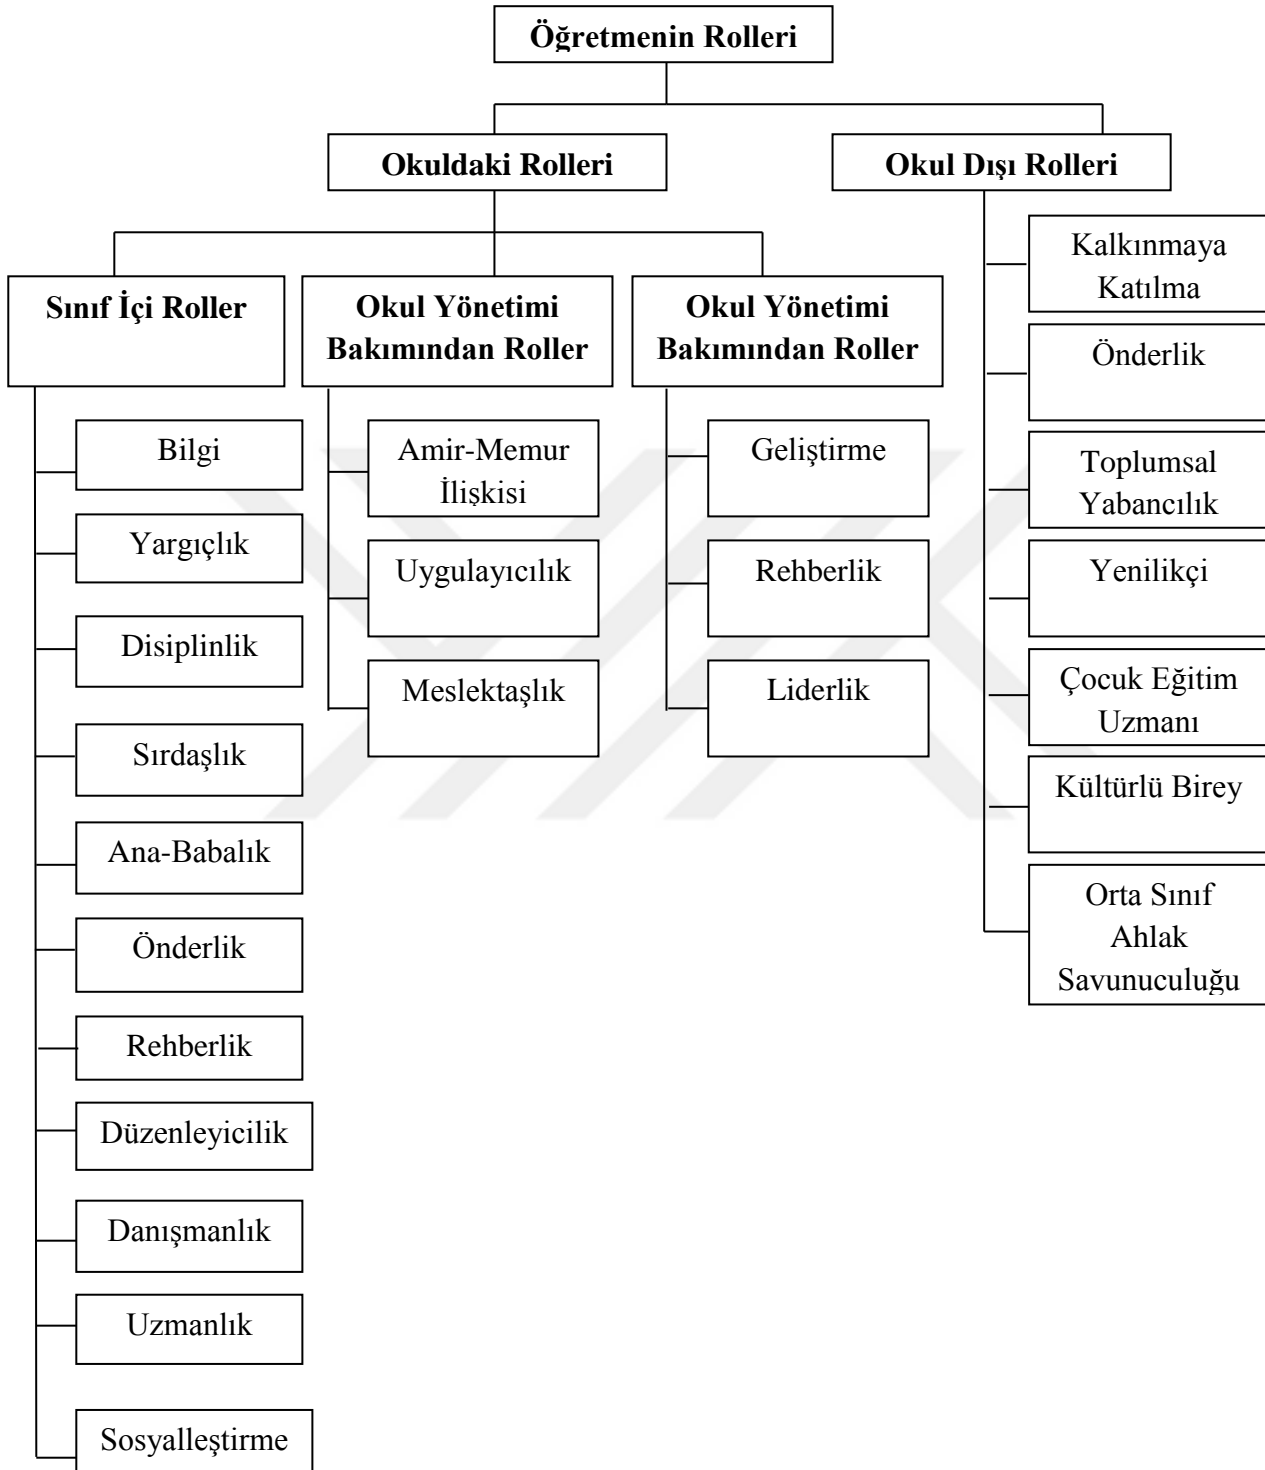 Öğretmenin Rolleri
Okuldaki Rolleri
Okul Dışı Rolleri
Sınıf İçi Roller
Okul Yönetimi
Bakımından Roller
Okul Yönetimi
Bakımından Roller
Bilgi
Yargıçlık
Disiplinlik
Sırdaşlık
Ana-Babalık
Önderlik
Rehberlik
Düzenleyicilik
Danışmanlık
Uzmanlık
Sosyalleştirme
Amir-Memur
İlişkisi
Uygulayıcılık
Meslektaşlık
Geliştirme
Rehberlik
Liderlik
Kalkınmaya
Katılma
Önderlik
Toplumsal
Yabancılık
Yenilikçi
Çocuk Eğitim
Uzmanı
Kültürlü Birey
Orta Sınıf
Ahlak
Savunuculuğu